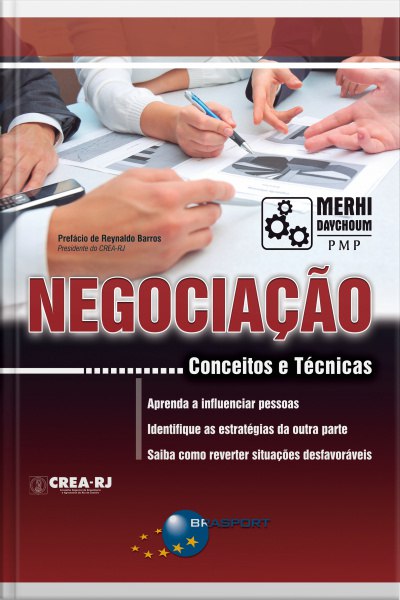 MERHI
DAYCHOUM
PMP
Prefácio de Reynaldo Barros
Presidente do CREA-RJ
NEGOCIAÇÃO
Conceitos e Técnicas
Aprenda a influenciar pessoas
Identifique as estratégias da outra parte
Saiba como reverter situações desfavoráveis
CREA-RJ
BRASPORT